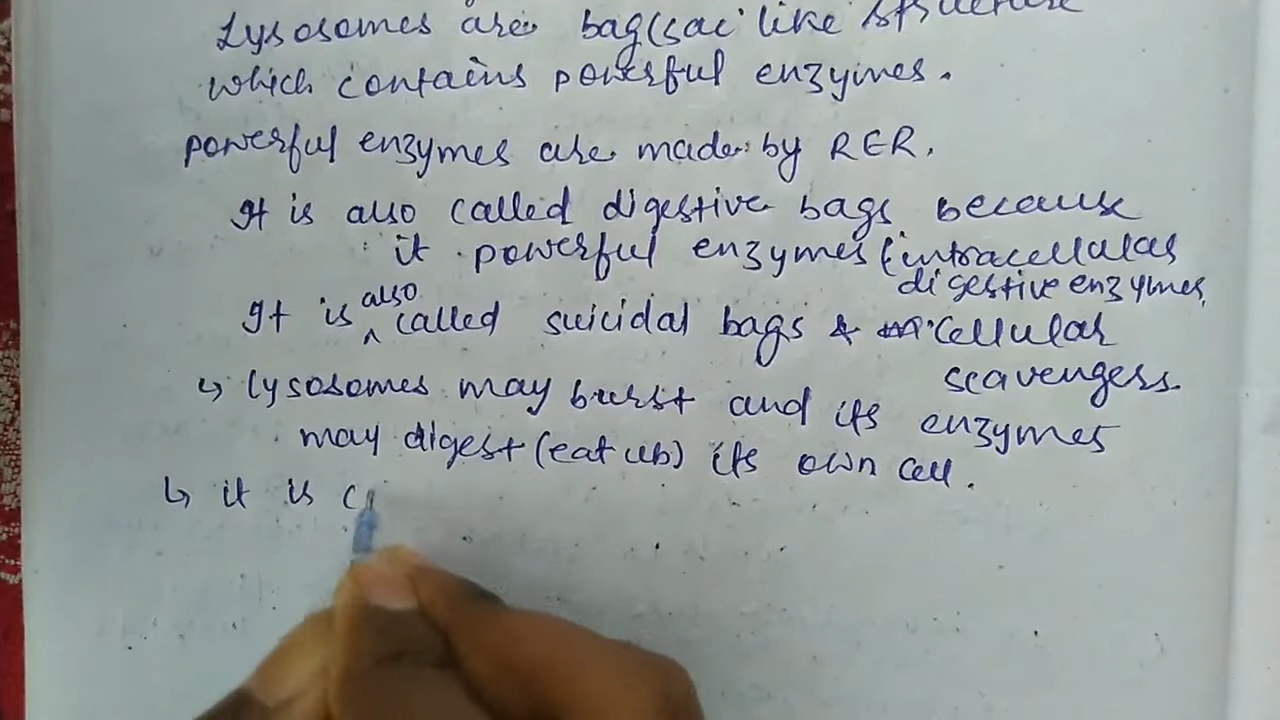 Lysosomes are bag(sac like structure
which contains powerful enzymes.
powerful enzymes are made by RER.
It is also called digestive bags because
it powerful enzymes (intracellular
digestive enzymes,
It is also called suicidal bags & cellular
scavengers.
↳ lysosomes may burst and its enzymes
may digest (eat ub) its own cell.
↳ it is c